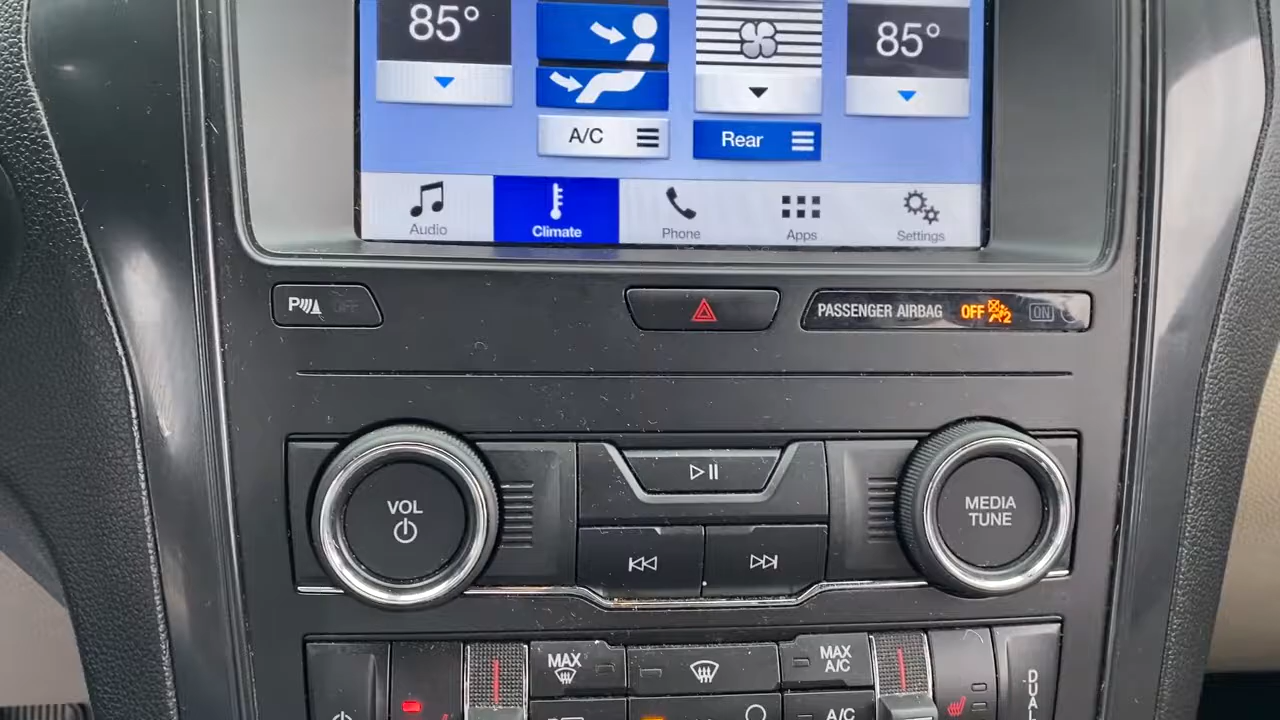 85°
85°
A/C
Rear
Audio
Climate
Phone
Apps
Settings
P OFF
PASSENGER AIRBAG OFF 2 ON
VOL
MEDIA
TUNE
MAX
MAX
A/C
A/C
DUAL